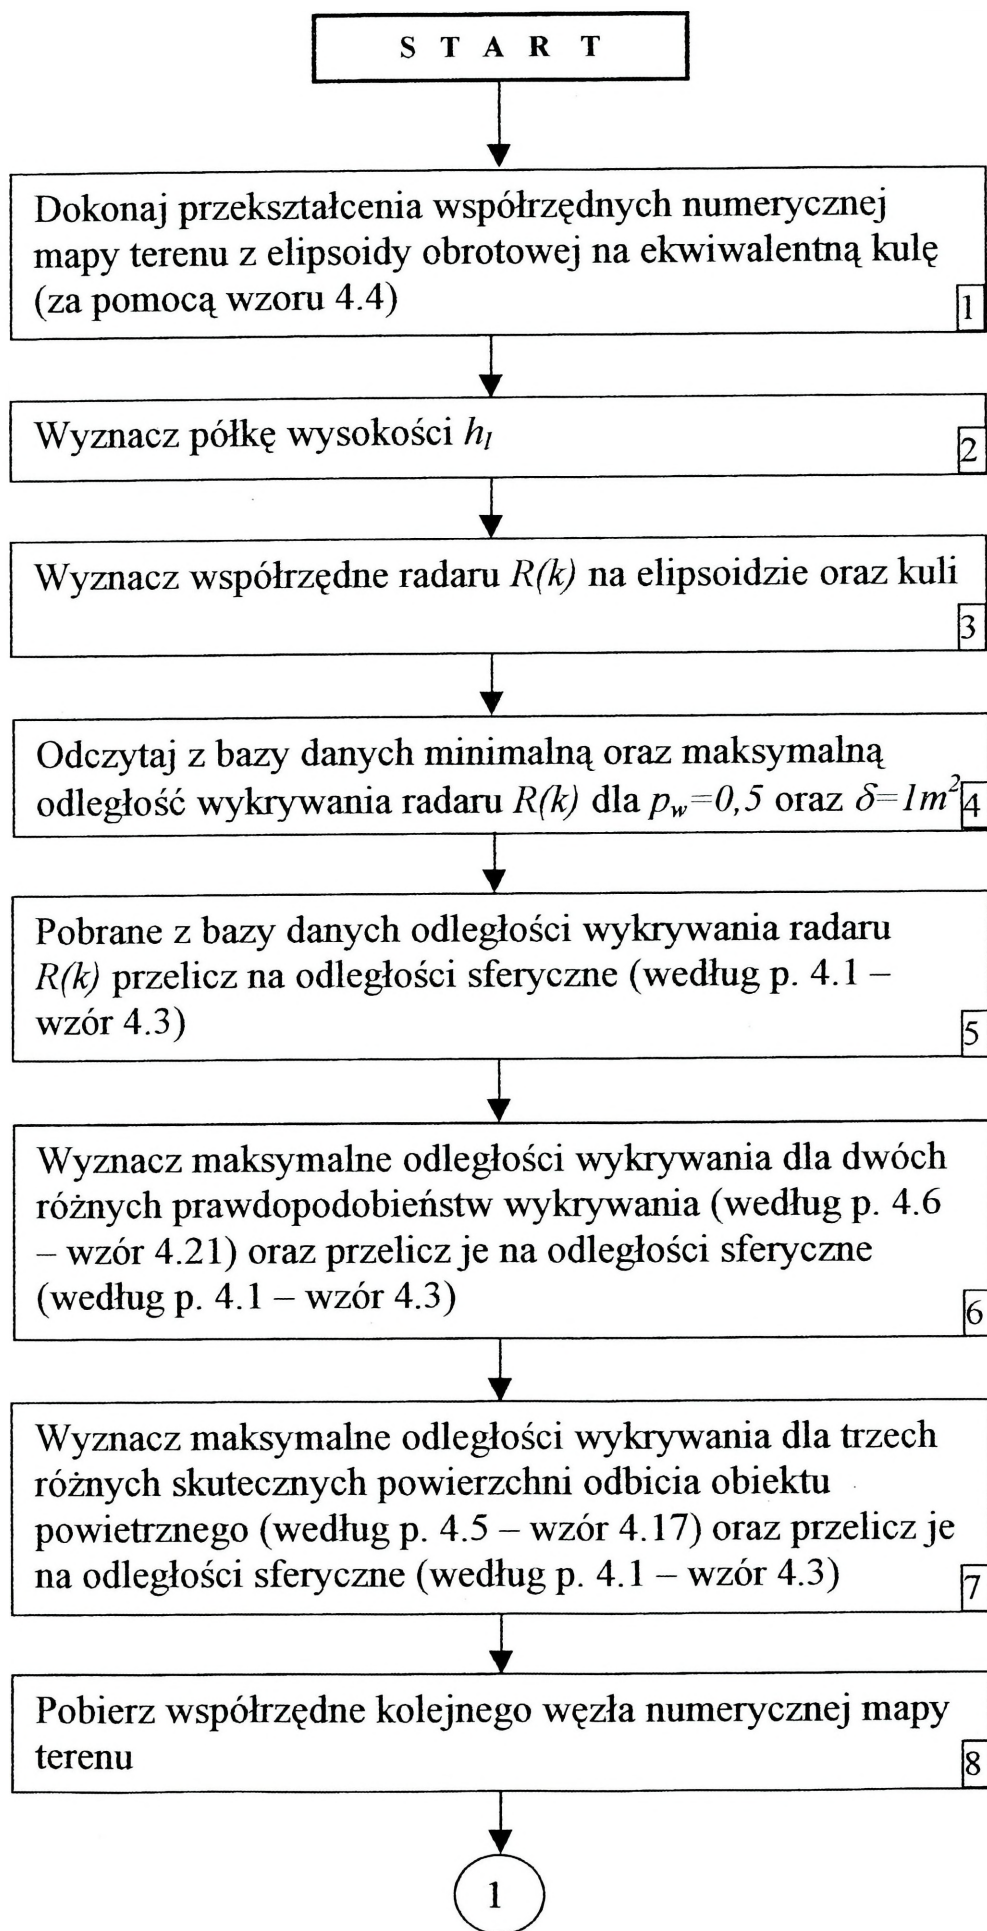 S T A R T
Dokonaj przekształcenia współrzędnych numerycznej
mapy terenu z elipsoidy obrotowej na ekwiwalentną kulę
(za pomocą wzoru 4.4)
1
Wyznacz półkę wysokości h_l
2
Wyznacz współrzędne radaru R(k) na elipsoidzie oraz kuli
3
Odczytaj z bazy danych minimalną oraz maksymalną
odległość wykrywania radaru R(k) dla p_w=0,5 oraz δ=1m²
4
Pobrane z bazy danych odległości wykrywania radaru
R(k) przelicz na odległości sferyczne (według p. 4.1 –
wzór 4.3)
5
Wyznacz maksymalne odległości wykrywania dla dwóch
różnych prawdopodobieństw wykrywania (według p. 4.6
– wzór 4.21) oraz przelicz je na odległości sferyczne
(według p. 4.1 – wzór 4.3)
6
Wyznacz maksymalne odległości wykrywania dla trzech
różnych skutecznych powierzchni odbicia obiektu
powietrznego (według p. 4.5 – wzór 4.17) oraz przelicz je
na odległości sferyczne (według p. 4.1 – wzór 4.3)
7
Pobierz współrzędne kolejnego węzła numerycznej mapy
terenu
8
1